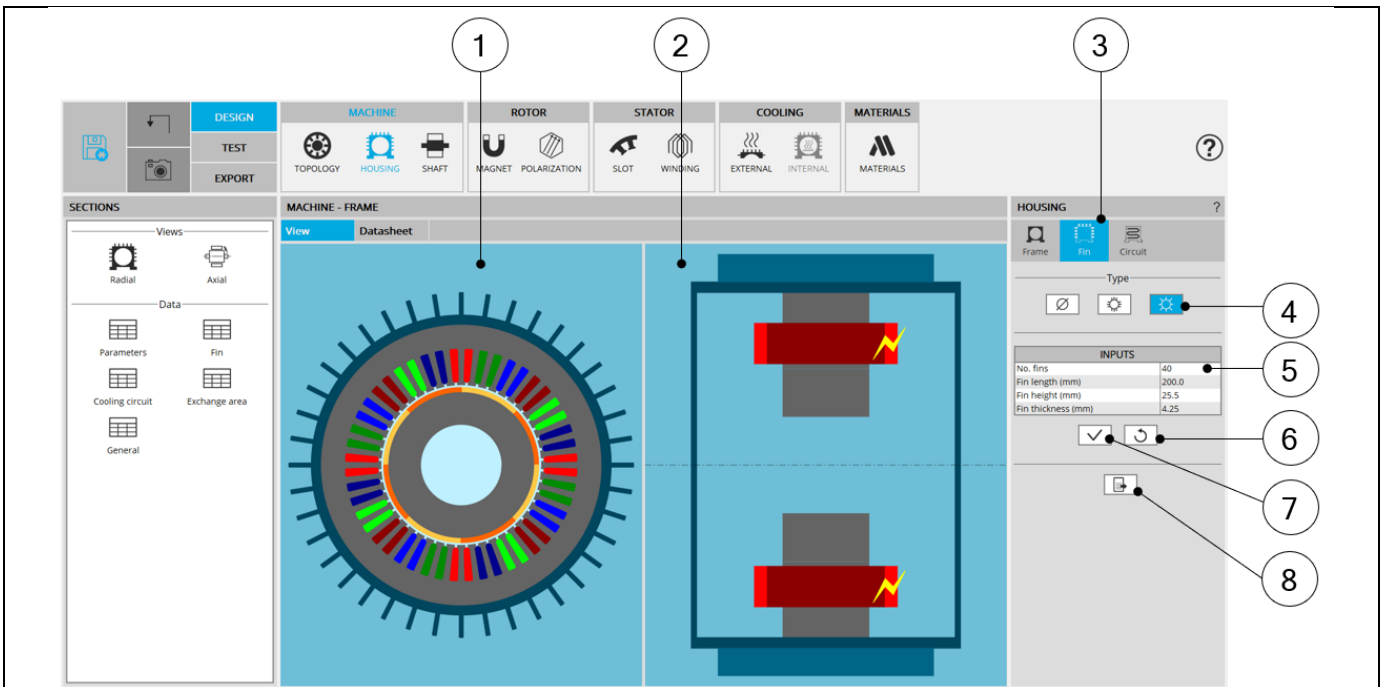 1
2
3
DESIGN
MACHINE
ROTOR
STATOR
COOLING
MATERIALS
TEST
EXPORT
TOPOLOGY
HOUSING
SHAFT
MAGNET
POLARIZATION
SLOT
WINDING
EXTERNAL
INTERNAL
MATERIALS
?
SECTIONS
MACHINE - FRAME
HOUSING
?
Views
View
Datasheet
Radial
Axial
Frame
Fin
Circuit
Data
Type
4
Parameters
Fin
Cooling circuit
Exchange area
General
INPUTS
No. fins 40
5
Fin length (mm) 200.0
Fin height (mm) 25.5
Fin thickness (mm) 4.25
6
7
8